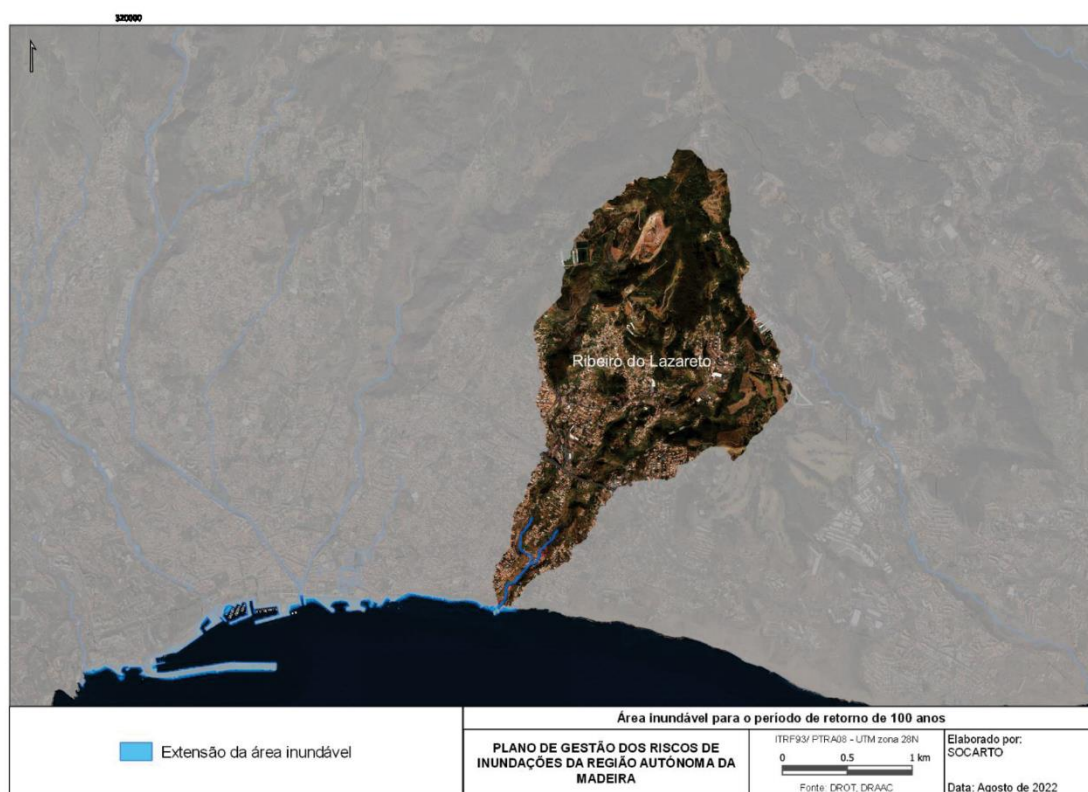 320000
Ribeiro do Lazareto
Extensão da área inundável
Área inundável para o período de retorno de 100 anos
PLANO DE GESTÃO DOS RISCOS DE
INUNDAÇÕES DA REGIÃO AUTÓNOMA DA
MADEIRA
ITRF93/ PTRA08 - UTM zona 28N
0 0.5 1 km
Fonte: DROT, DRAAC
Elaborado por:
SOCARTO
Data: Agosto de 2022